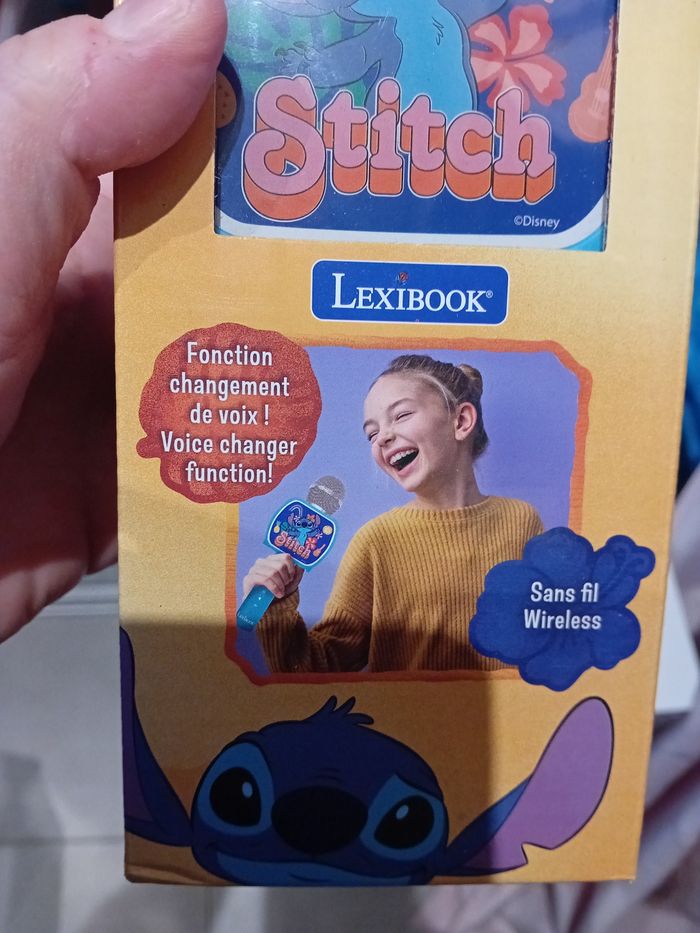 Stitch
©Disney
LEXIBOOK®
Fonction
changement
de voix !
Voice changer
function!
Stitch
Sans fil
Wireless